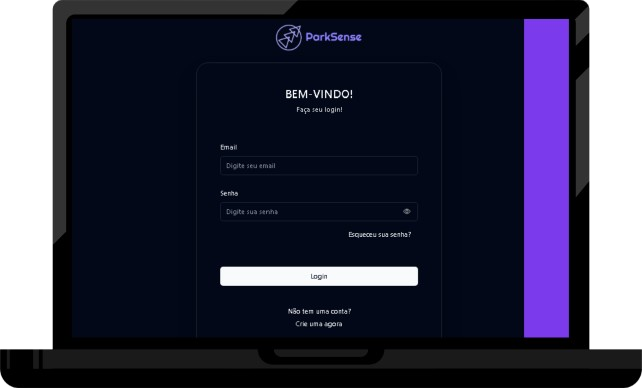 ParkSense
BEM-VINDO!
Faça seu login!
Email
Digite seu email
Senha
Digite sua senha
Esqueceu sua senha?
Login
Não tem uma conta?
Crie uma agora